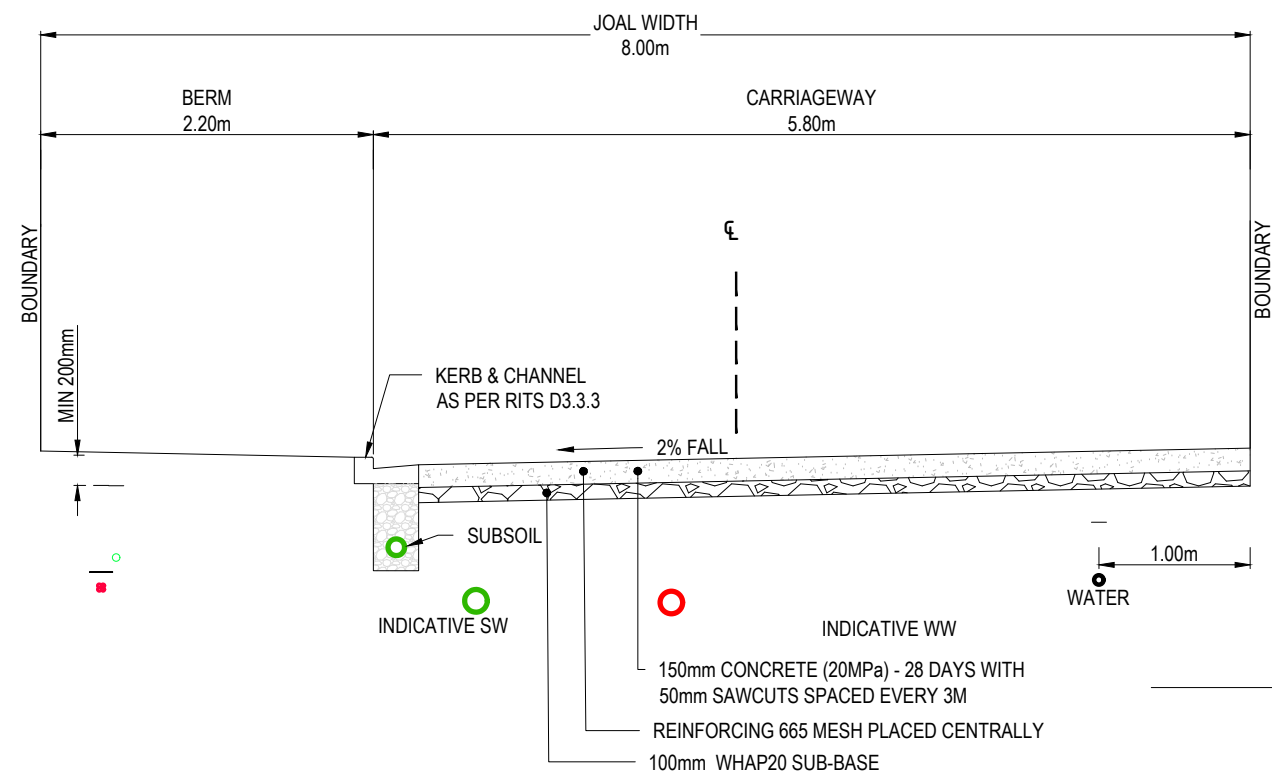 JOAL WIDTH
8.00m
BERM
2.20m
CARRIAGEWAY
5.80m
℄
BOUNDARY
BOUNDARY
MIN 200mm
KERB & CHANNEL
AS PER RITS D3.3.3
2% FALL
SUBSOIL
1.00m
WATER
INDICATIVE SW
INDICATIVE WW
150mm CONCRETE (20MPa) - 28 DAYS WITH
50mm SAWCUTS SPACED EVERY 3M
REINFORCING 665 MESH PLACED CENTRALLY
100mm WHAP20 SUB-BASE